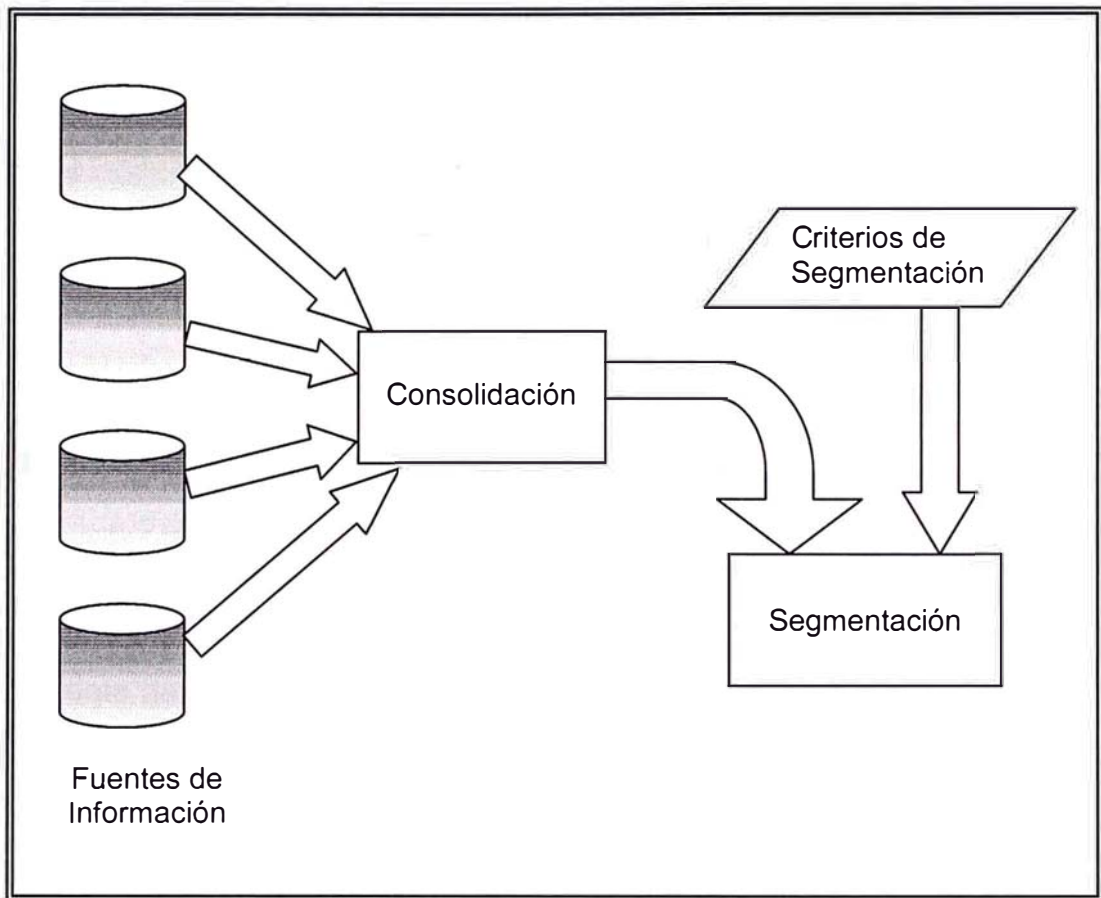 Criterios de
Segmentación
Consolidación
Segmentación
Fuentes de
Información